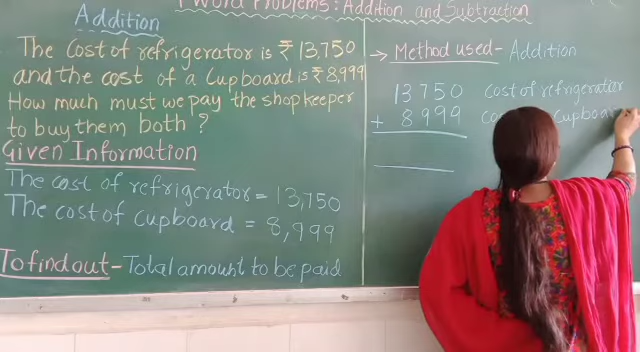 Word Problems: Addition and Subtraction
Addition
The Cost of refrigerator is ₹ 13,750
and the cost of a Cupboard is ₹ 8,999
How much must we pay the shopkeeper
to buy them both ?
Given Information
The cost of refrigerator = 13,750
The cost of cupboard = 8,999
To find out - Total amount to be paid
→ Method used - Addition
13750 cost of refrigerator
+ 8999 Cupboa